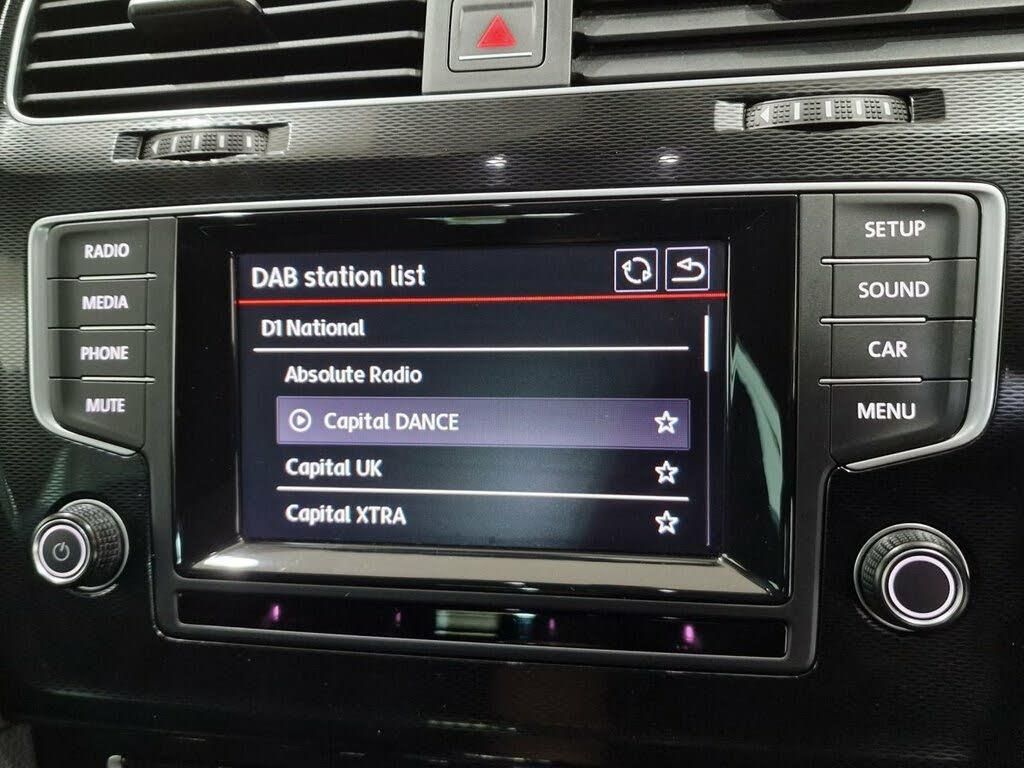 RADIO
MEDIA
PHONE
MUTE
DAB station list
D1 National
Absolute Radio
Capital DANCE
Capital UK
Capital XTRA
SETUP
SOUND
CAR
MENU